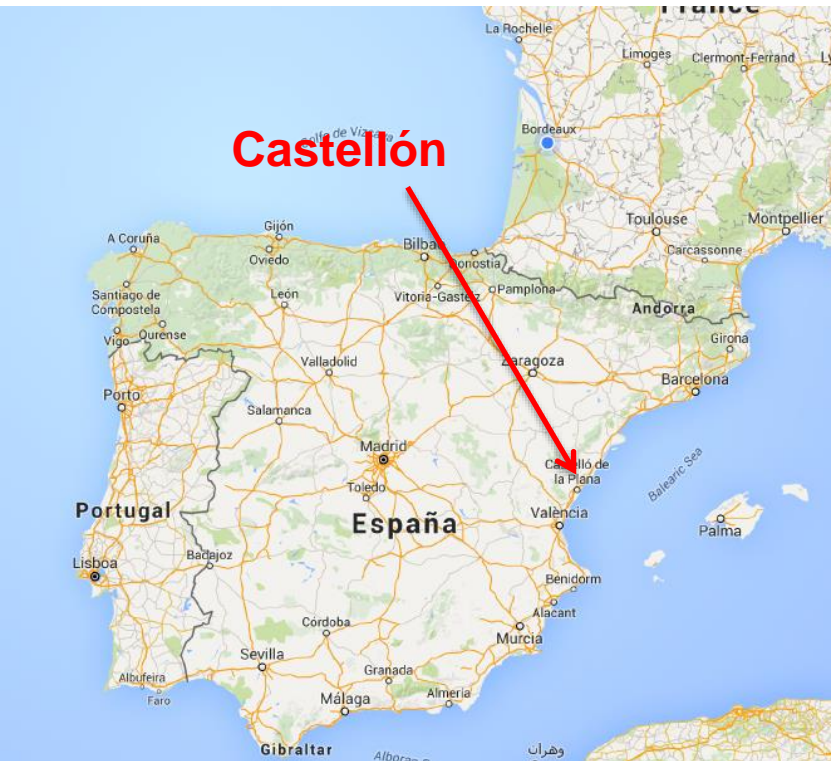 France
La Rochelle
Limoges
Clermont-Ferrand
Ly
Bordeaux
Castellón
Toulouse
Montpellier
Carcassonne
A Coruña
Gijón
Oviedo
Bilbao
Donostia
Santiago de
Compostela
León
Vitoria-Gasteiz
Pamplona
Andorra
Vigo
Ourense
Girona
Valladolid
Zaragoza
Barcelona
Porto
Salamanca
Madrid
Castelló de
la Plana
Balearic Sea
Toledo
Portugal
España
València
Palma
Badajoz
Lisboa
Benidorm
Alacant
Córdoba
Murcia
Sevilla
Granada
Albufeira
Faro
Málaga
Almería
Gibraltar
Alboran
وهران